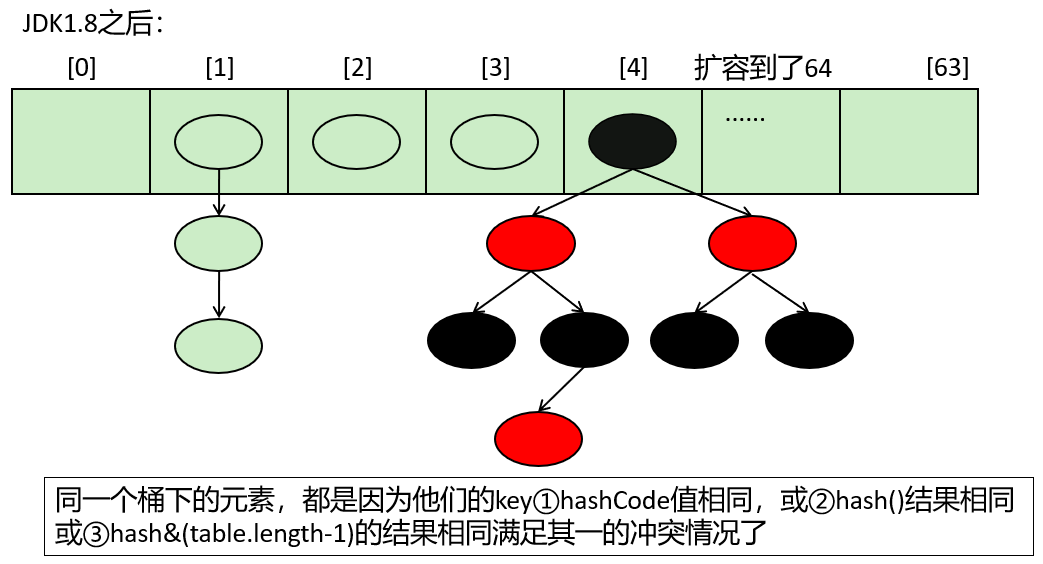 JDK1.8之后：
[0] [1] [2] [3] [4] 扩容到了64 [63]
······
同一个桶下的元素，都是因为他们的key①hashCode值相同，或②hash()结果相同
或③hash&(table.length-1)的结果相同满足其一的冲突情况了